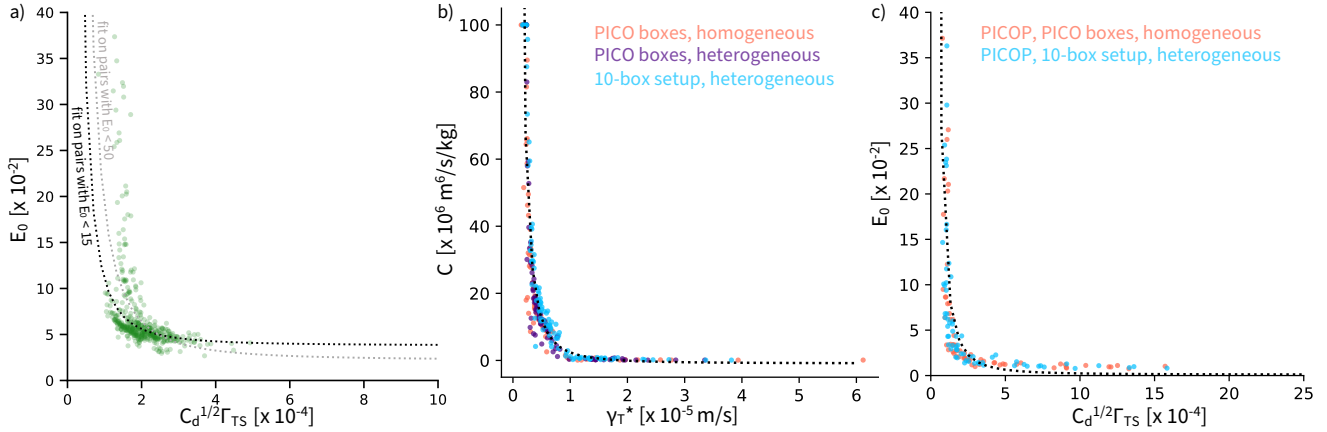 a)
40
35
30
25
20
15
10
5
0
E₀ [x 10⁻²]
fit on pairs with E₀ <50
fit on pairs with E₀ <15
0 2 4 6 8 10
C_d^1/2Γ_TS [x 10⁻⁴]
b)
100
80
60
40
20
0
C [x 10⁶ m⁶/s/kg]
PICO boxes, homogeneous
PICO boxes, heterogeneous
10-box setup, heterogeneous
0 1 2 3 4 5 6
γ_T* [x 10⁻⁵ m/s]
c)
40
35
30
25
20
15
10
5
0
E₀ [x 10⁻²]
PICOP, PICO boxes, homogeneous
PICOP, 10-box setup, heterogeneous
0 5 10 15 20 25
C_d^1/2Γ_TS [x 10⁻⁴]